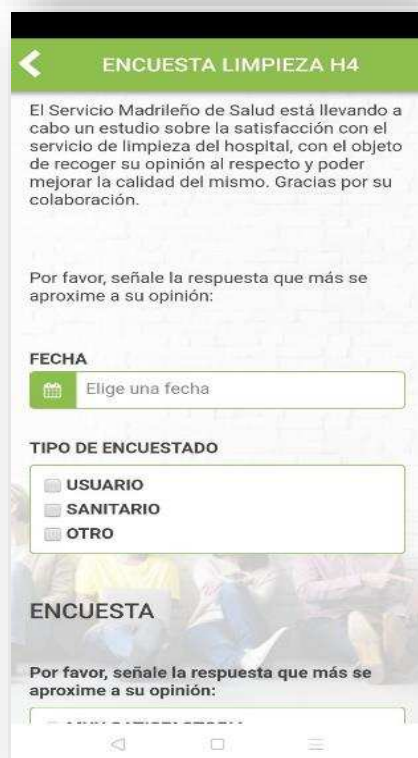 ENCUESTA LIMPIEZA H4
El Servicio Madrileño de Salud está llevando a
cabo un estudio sobre la satisfacción con el
servicio de limpieza del hospital, con el objeto
de recoger su opinión al respecto y poder
mejorar la calidad del mismo. Gracias por su
colaboración.
Por favor, señale la respuesta que más se
aproxime a su opinión:
FECHA
Elige una fecha
TIPO DE ENCUESTADO
USUARIO
SANITARIO
OTRO
ENCUESTA
Por favor, señale la respuesta que más se
aproxime a su opinión: